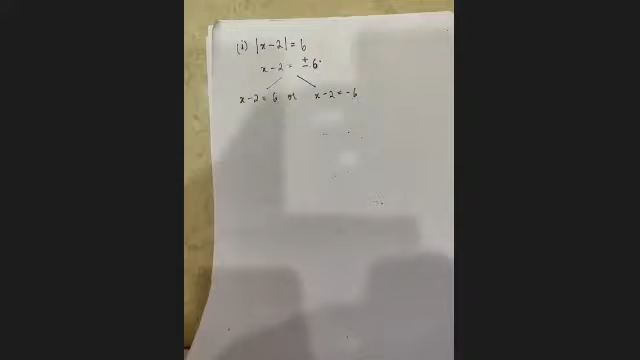 (i) |x-2| = 6
x-2 = ± 6.
x-2 = 6 or x-2 = -6